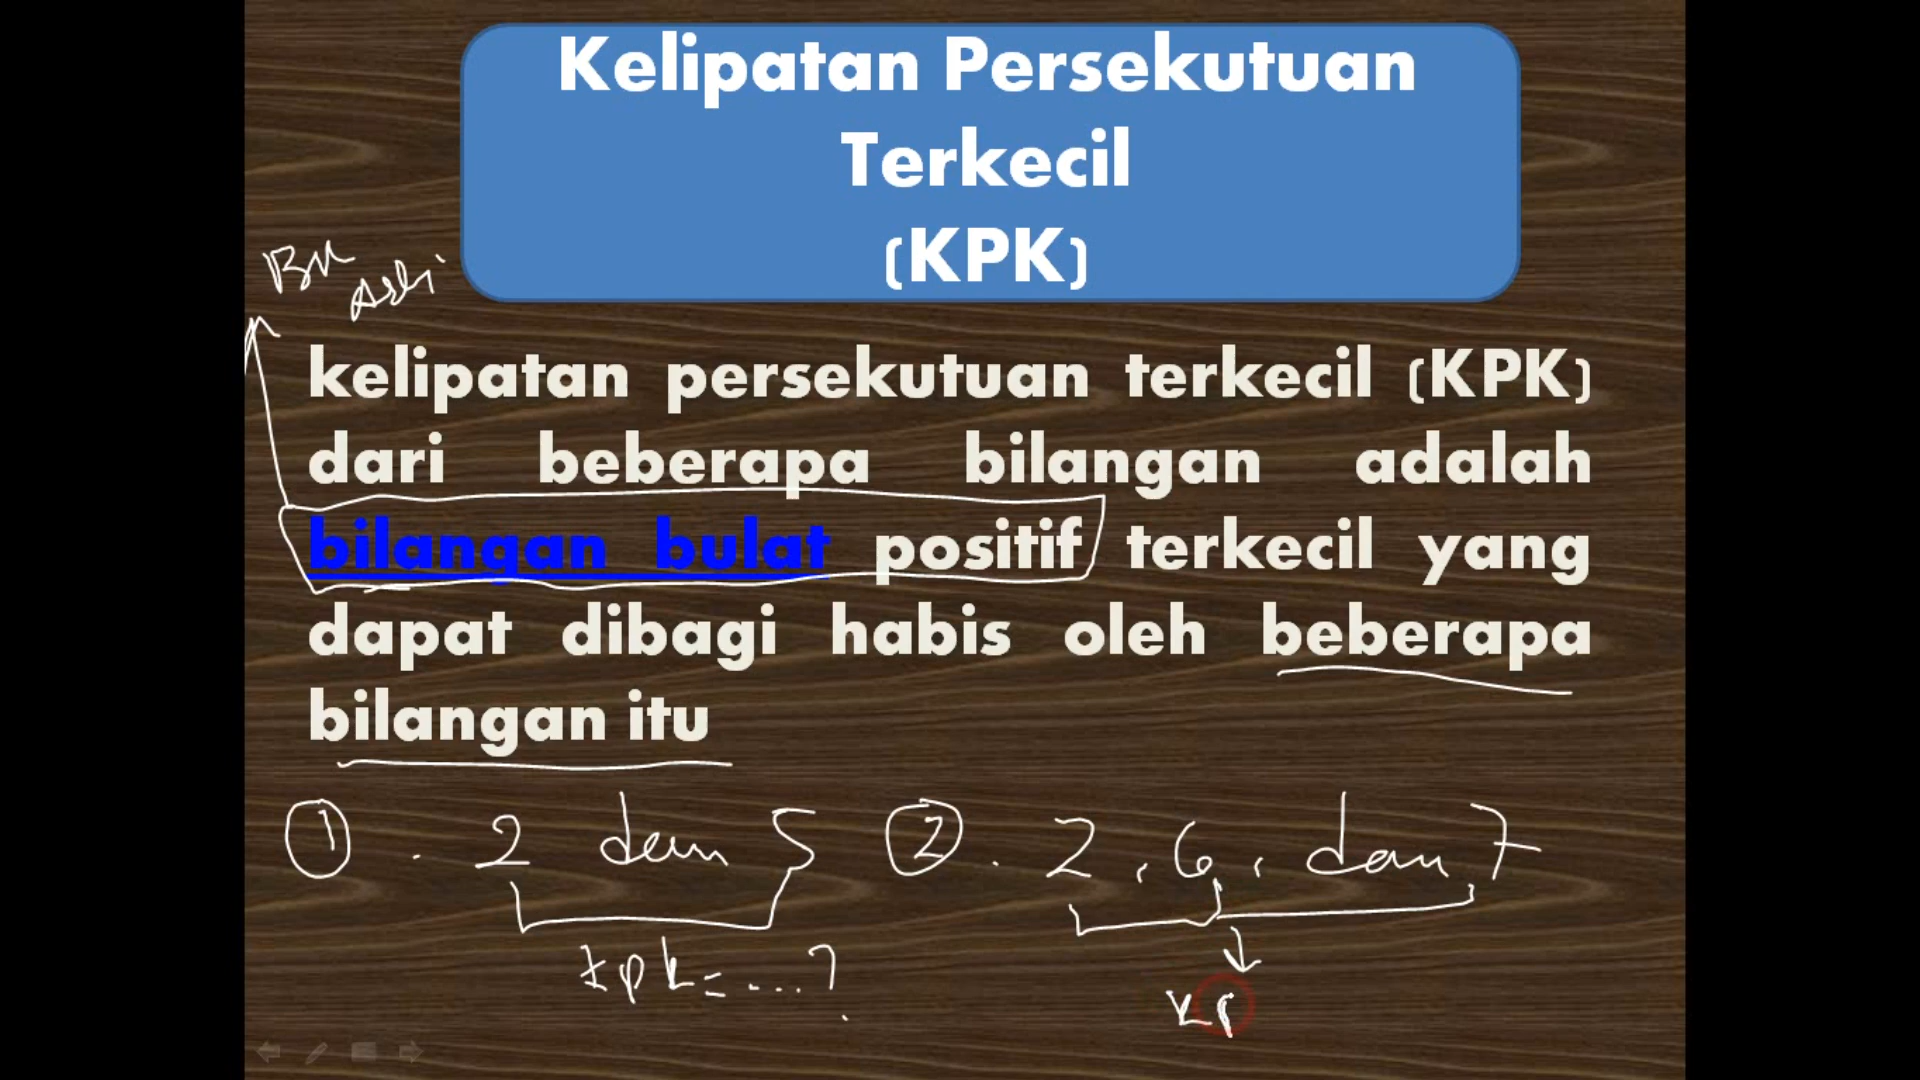 Kelipatan Persekutuan
Terkecil
(KPK)
kelipatan persekutuan terkecil (KPK)
dari beberapa bilangan adalah
bilangan bulat positif terkecil yang
dapat dibagi habis oleh beberapa
bilangan itu
1. 2 dan 5
2. 2, 6, dan 7
kpk = ...?
kp